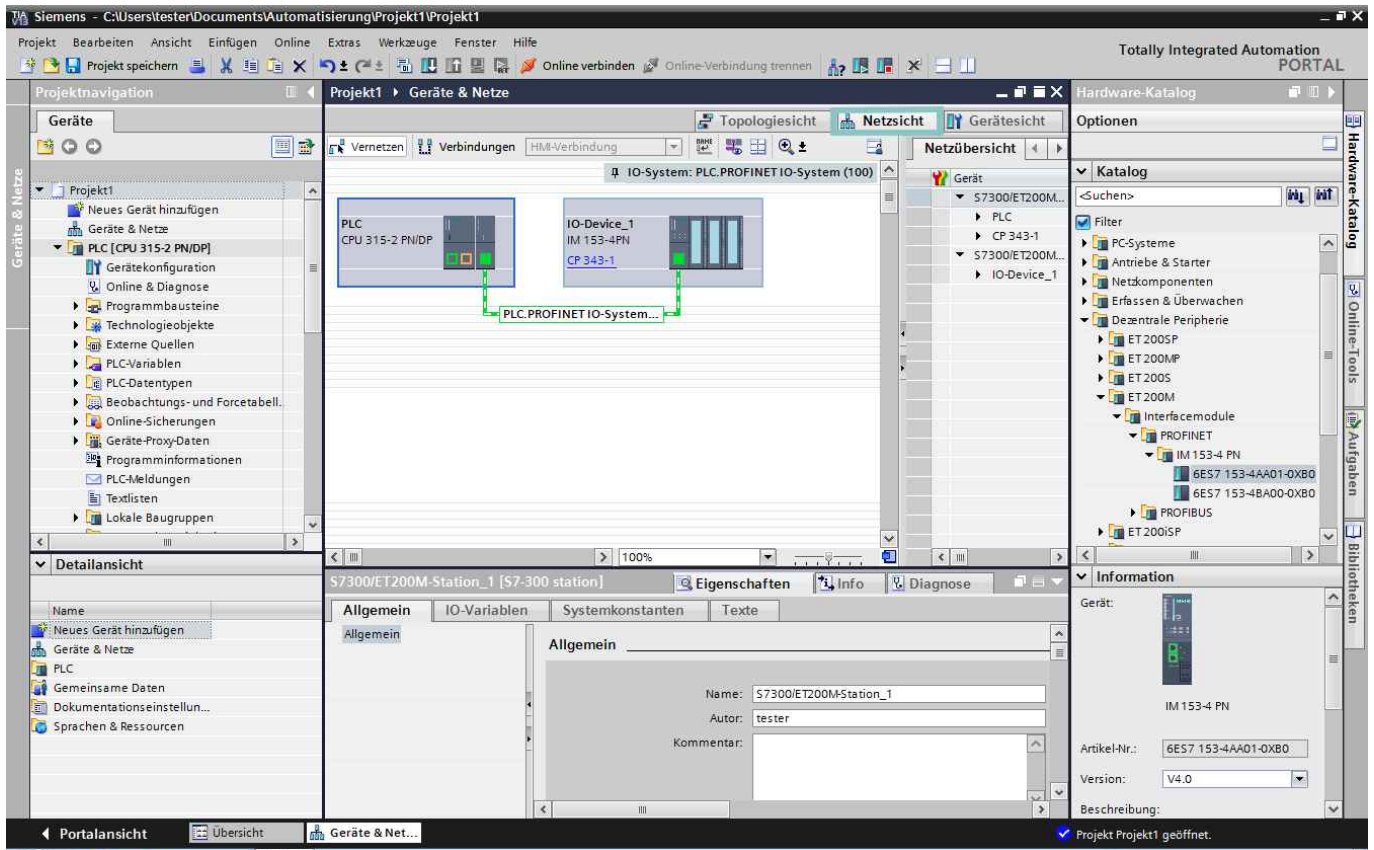 Siemens - C:\Users\tester\Documents\Automatisierung\Projekt1\Projekt1
Projekt Bearbeiten Ansicht Einfügen Online Extras Werkzeuge Fenster Hilfe
Totally Integrated Automation
PORTAL
Projekt speichern Online verbinden Online-Verbindung trennen
Projektnavigation
Geräte
Geräte & Netze
Projekt1
Neues Gerät hinzufügen
Geräte & Netze
PLC [CPU 315-2 PN/DP]
Gerätekonfiguration
Online & Diagnose
Programmbausteine
Technologieobjekte
Externe Quellen
PLC-Variablen
PLC-Datentypen
Beobachtungs- und Forcetabell.
Online-Sicherungen
Geräte-Proxy-Daten
Programminformationen
PLC-Meldungen
Textlisten
Lokale Baugruppen
Detailansicht
Name
Neues Gerät hinzufügen
Geräte & Netze
PLC
Gemeinsame Daten
Dokumentationseinstellun...
Sprachen & Ressourcen
Projekt1 Geräte & Netze
Topologiesicht Netzsicht Gerätesicht
Vernetzen Verbindungen HMI-Verbindung
IO-System: PLC.PROFINET IO-System (100)
PLC
CPU 315-2 PN/DP
IO-Device_1
IM 153-4PN
CP 343-1
PLC.PROFINET IO-System...
100%
Netzübersicht
Gerät
S7300/ET200M...
PLC
CP 343-1
S7300/ET200M...
IO-Device_1
S7300/ET200M-Station_1 [S7-300 station]
Eigenschaften Info Diagnose
Allgemein IO-Variablen Systemkonstanten Texte
Allgemein
Allgemein
Name: S7300/ET200M-Station_1
Autor: tester
Kommentar:
Hardware-Katalog
Optionen
Katalog
<Suchen>
Filter
PC-Systeme
Antriebe & Starter
Netzkomponenten
Erfassen & Überwachen
Dezentrale Peripherie
ET 200SP
ET 200MP
ET 200S
ET 200M
Interfacemodule
PROFINET
IM 153-4 PN
6ES7 153-4AA01-0XB0
6ES7 153-4BA00-0XB0
PROFIBUS
ET 200iSP
Information
Gerät:
IM 153-4 PN
Artikel-Nr.: 6ES7 153-4AA01-0XB0
Version: V4.0
Beschreibung:
Hardware-Katalog
Online-Tools
Aufgaben
Bibliotheken
Portalansicht Übersicht Geräte & Net... Projekt Projekt1 geöffnet.